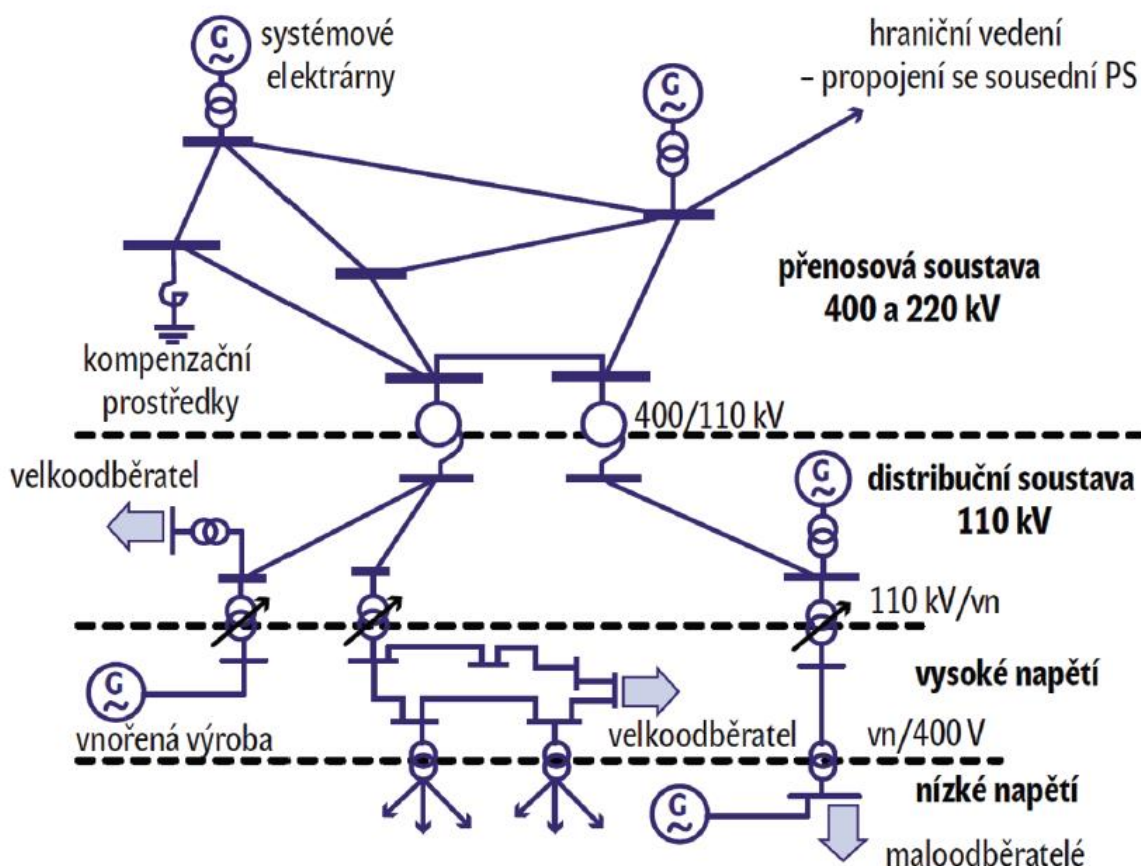 G
~
systémové
elektrárny
G
~
hraniční vedení
– propojení se sousední PS
přenosová soustava
400 a 220 kV
kompenzační
prostředky
400/110 kV
velkoodběratel
G
~
distribuční soustava
110 kV
110 kV/vn
vysoké napětí
G
~
vnořená výroba
velkoodběratel
vn/400 V
nízké napětí
G
~
maloodběratelé